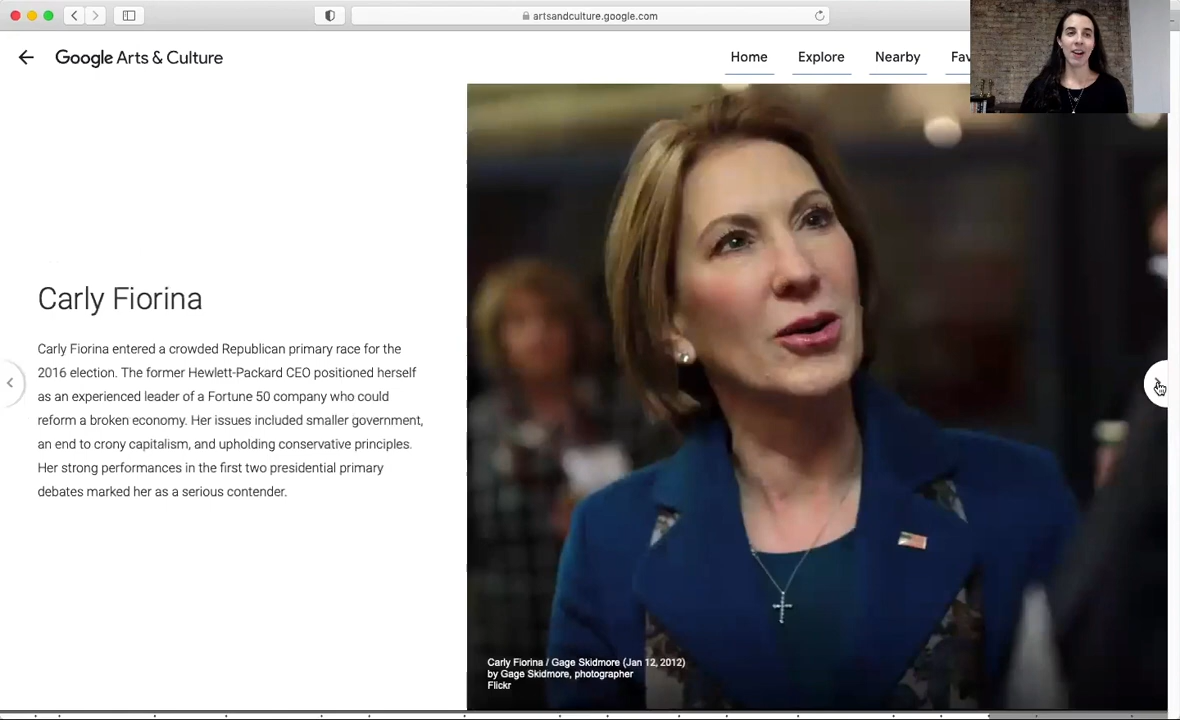 artsandculture.google.com
Google Arts & Culture
Home Explore Nearby
Carly Fiorina
Carly Fiorina entered a crowded Republican primary race for the
2016 election. The former Hewlett-Packard CEO positioned herself
as an experienced leader of a Fortune 50 company who could
reform a broken economy. Her issues included smaller government,
an end to crony capitalism, and upholding conservative principles.
Her strong performances in the first two presidential primary
debates marked her as a serious contender.
Carly Fiorina / Gage Skidmore (Jan 12, 2012)
by Gage Skidmore, photographer
Flickr